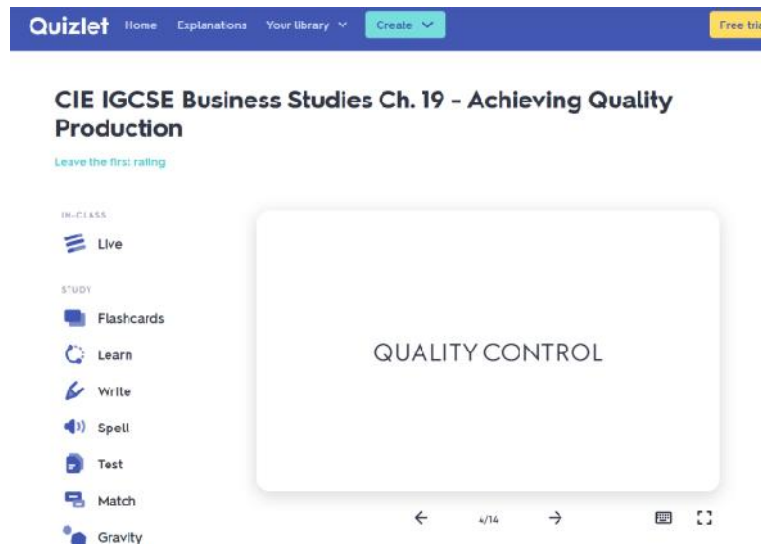 Quizlet Home Explanations Your library Create Free tria
CIE IGCSE Business Studies Ch. 19 - Achieving Quality
Production
Leave the first rating
IN-CLASS
Live
STUDY
Flashcards
Learn
Write
Spell
Test
Match
Gravity
QUALITY CONTROL
4/14